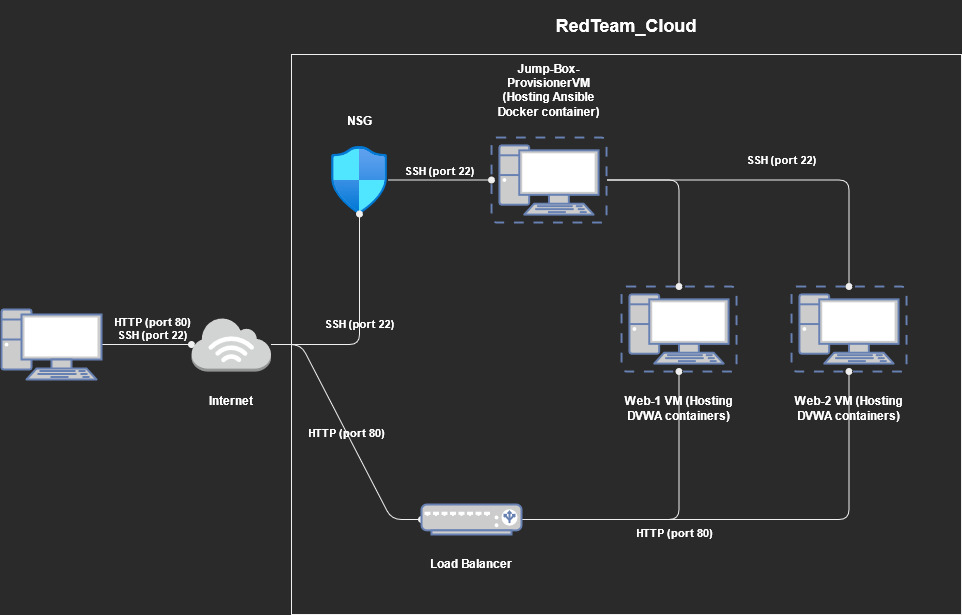 RedTeam_Cloud
Jump-Box-
ProvisionerVM
(Hosting Ansible
Docker container)
NSG
SSH (port 22)
SSH (port 22)
HTTP (port 80)
SSH (port 22)
SSH (port 22)
Internet
Web-1 VM (Hosting
DVWA containers)
Web-2 VM (Hosting
DVWA containers)
HTTP (port 80)
HTTP (port 80)
Load Balancer